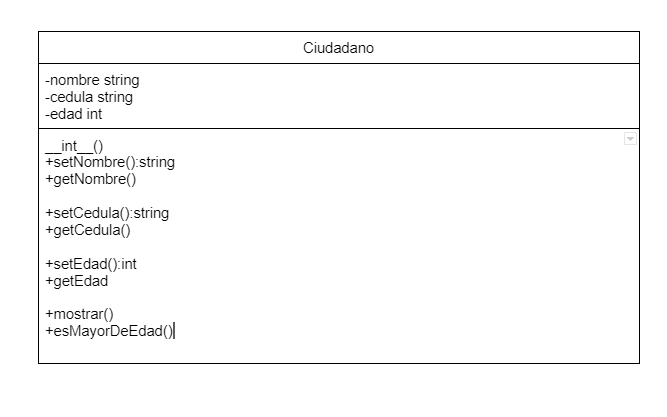 Ciudadano
-nombre string
-cedula string
-edad int
__int__()
+setNombre():string
+getNombre()
+setCedula():string
+getCedula()
+setEdad():int
+getEdad
+mostrar()
+esMayorDeEdad()